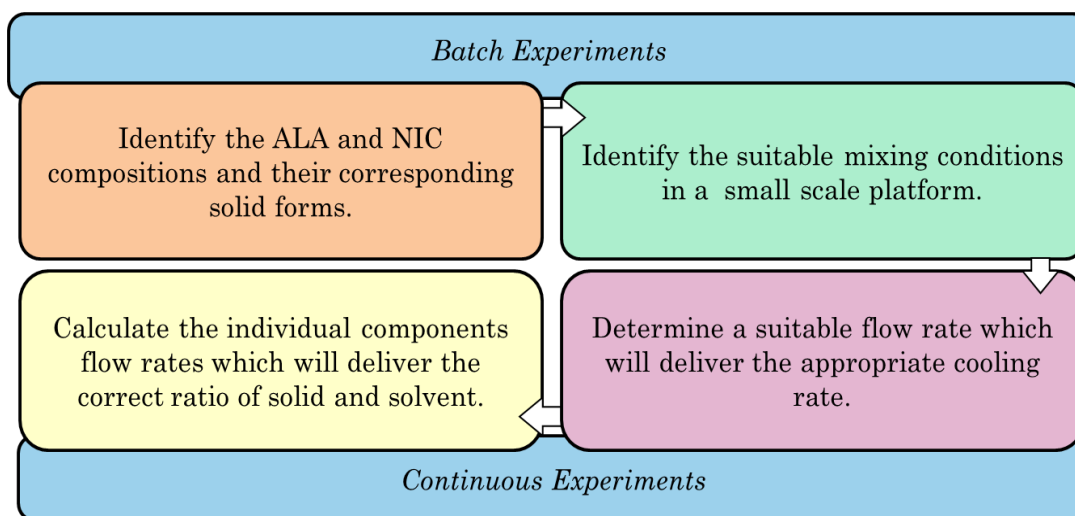 Batch Experiments
Identify the ALA and NIC
compositions and their corresponding
solid forms.
Identify the suitable mixing conditions
in a small scale platform.
Determine a suitable flow rate which
will deliver the appropriate cooling
rate.
Calculate the individual components
flow rates which will deliver the
correct ratio of solid and solvent.
Continuous Experiments